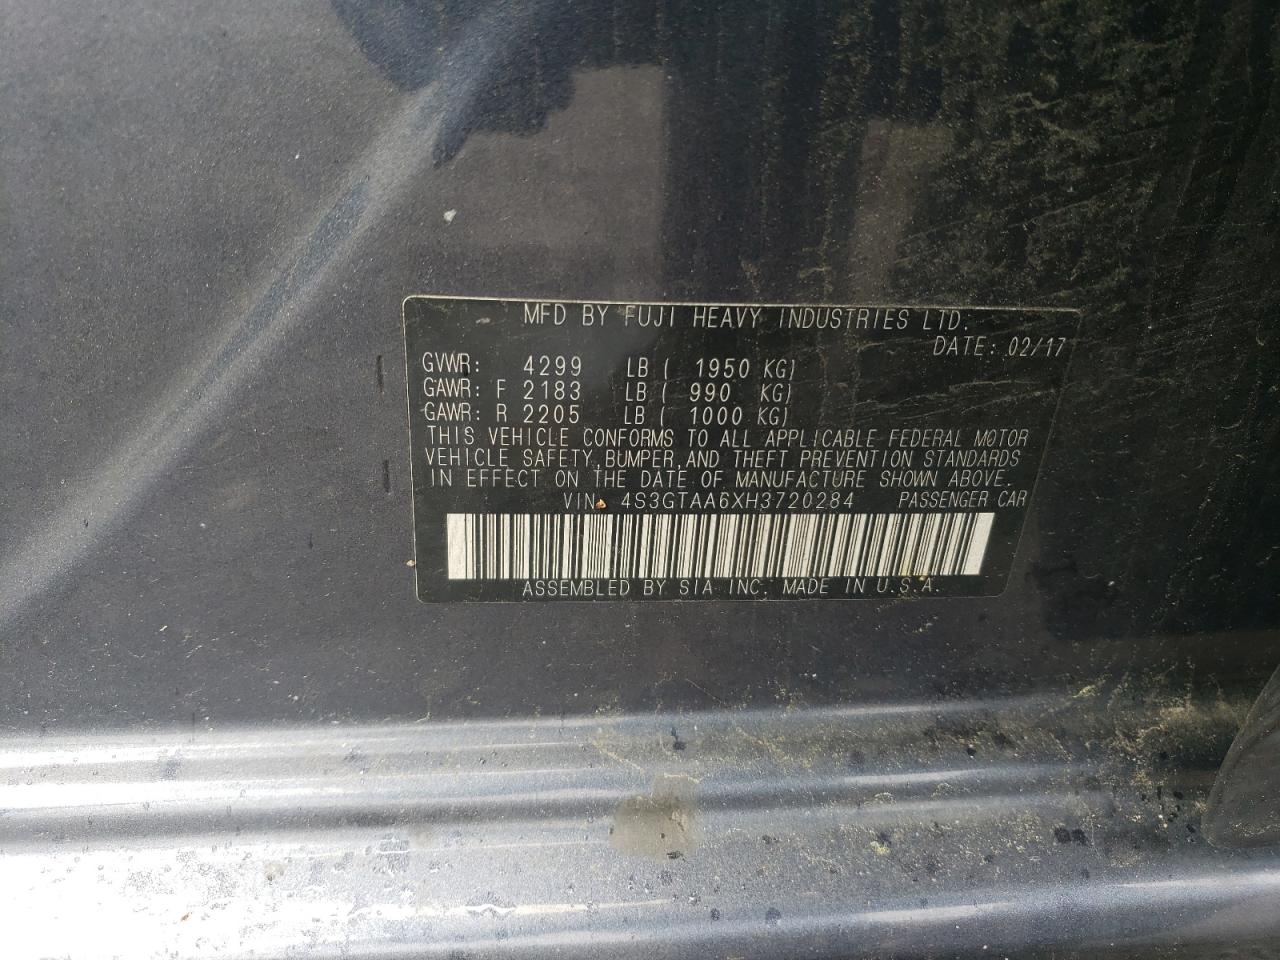 MFD BY FUJI HEAVY INDUSTRIES LTD.
DATE: 02/17
GVWR: 4299 LB ( 1950 KG)
GAWR: F 2183 LB ( 990 KG)
GAWR: R 2205 LB ( 1000 KG)
THIS VEHICLE CONFORMS TO ALL APPLICABLE FEDERAL MOTOR
VEHICLE SAFETY, BUMPER, AND THEFT PREVENTION STANDARDS
IN EFFECT ON THE DATE OF MANUFACTURE SHOWN ABOVE.
VIN: 4S3GTAA6XH3720284 PASSENGER CAR
ASSEMBLED BY SIA INC. MADE IN U.S.A.